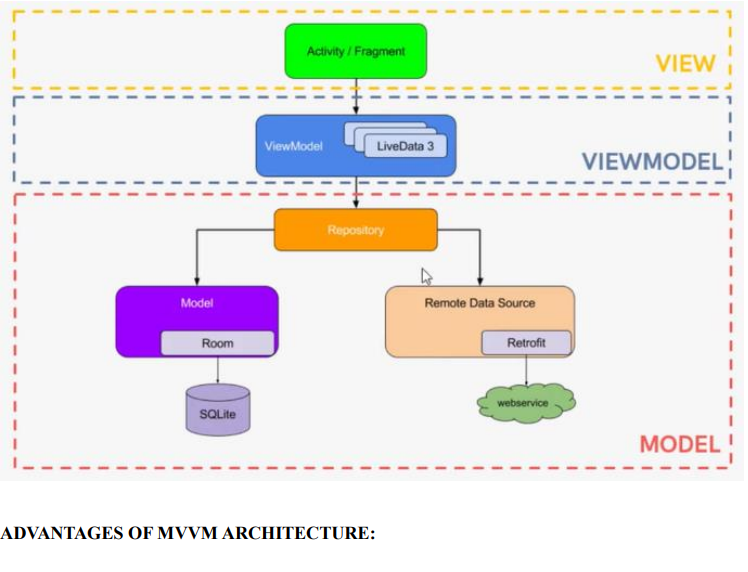 Activity / Fragment
VIEW
ViewModel
LiveData 3
VIEWMODEL
Repository
Model
Remote Data Source
Room
Retrofit
SQLite
webservice
MODEL
ADVANTAGES OF MVVM ARCHITECTURE: